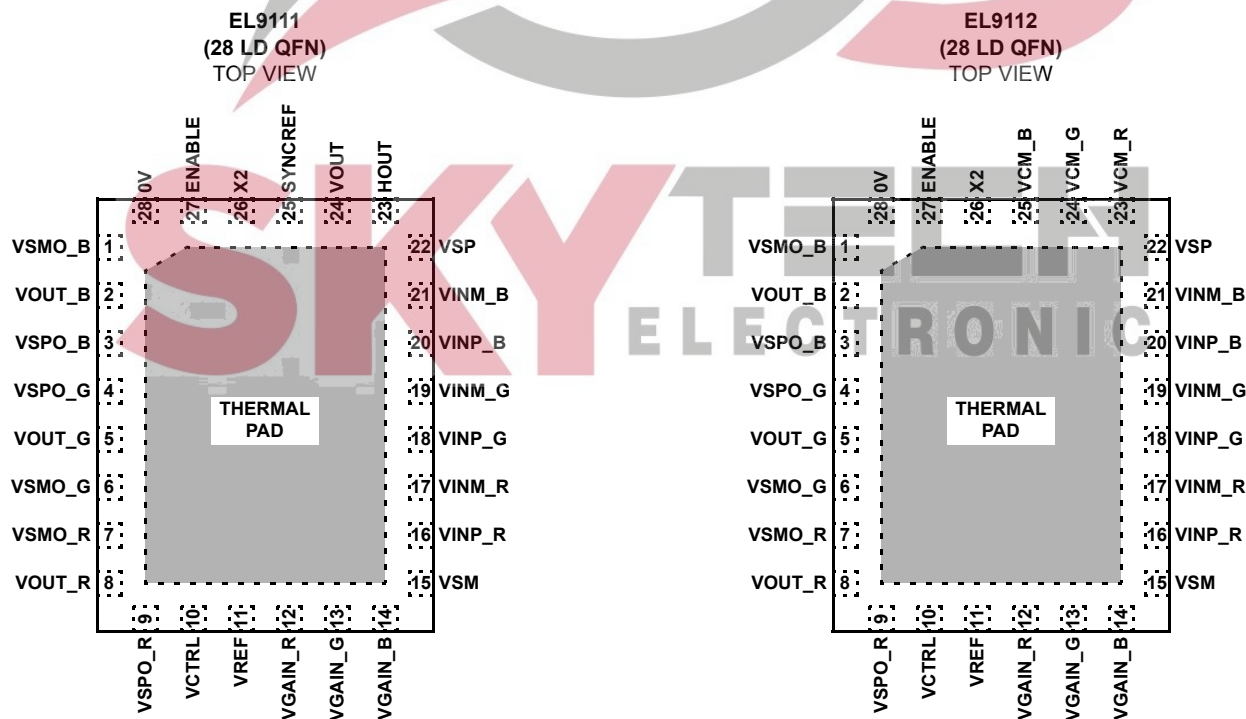 EL9111
(28 LD QFN)
TOP VIEW
28 0V
27 ENABLE
26 X2
25 SYNCREF
24 VOUT
23 HOUT
VSMO_B 1
VOUT_B 2
VSPO_B 3
VSPO_G 4
VOUT_G 5
VSMO_G 6
VSMO_R 7
VOUT_R 8
22 VSP
21 VINM_B
20 VINP_B
19 VINM_G
18 VINP_G
17 VINM_R
16 VINP_R
15 VSM
THERMAL
PAD
VSPO_R 9
VCTRL 10
VREF 11
VGAIN_R 12
VGAIN_G 13
VGAIN_B 14
EL9112
(28 LD QFN)
TOP VIEW
28 0V
27 ENABLE
26 X2
25 VCM_B
24 VCM_G
23 VCM_R
VSMO_B 1
VOUT_B 2
VSPO_B 3
VSPO_G 4
VOUT_G 5
VSMO_G 6
VSMO_R 7
VOUT_R 8
22 VSP
21 VINM_B
20 VINP_B
19 VINM_G
18 VINP_G
17 VINM_R
16 VINP_R
15 VSM
THERMAL
PAD
VSPO_R 9
VCTRL 10
VREF 11
VGAIN_R 12
VGAIN_G 13
VGAIN_B 14
SKY TECH
ELECTRONIC